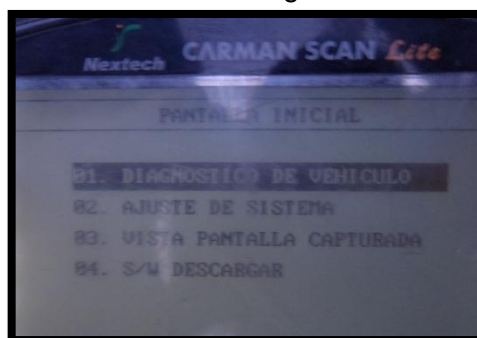 Nextech CARMAN SCAN Lite
PANTALLA INICIAL
01. DIAGNOSTICO DE VEHICULO
02. AJUSTE DE SISTEMA
03. VISTA PANTALLA CAPTURADA
04. S/W DESCARGAR